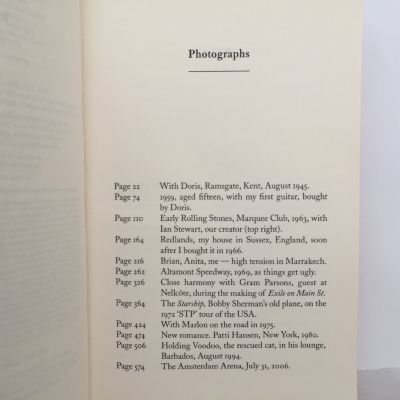 Photographs
Page 22 With Doris, Ramsgate, Kent, August 1945.
Page 74 1959, aged fifteen, with my first guitar, bought
by Doris.
Page 110 Early Rolling Stones, Marquee Club, 1963, with
Ian Stewart, our creator (top right).
Page 164 Redlands, my house in Sussex, England, soon
after I bought it in 1966.
Page 216 Brian, Anita, me — high tension in Marrakech.
Page 262 Altamont Speedway, 1969, as things get ugly.
Page 326 Close harmony with Gram Parsons, guest at
Nellcôte, during the making of Exile on Main St.
Page 364 The Starship, Bobby Sherman's old plane, on the
1972 'STP' tour of the USA.
Page 424 With Marlon on the road in 1975.
Page 474 New romance. Patti Hansen, New York, 1980.
Page 506 Holding Voodoo, the rescued cat, in his lounge,
Barbados, August 1994.
Page 574 The Amsterdam Arena, July 31, 2006.